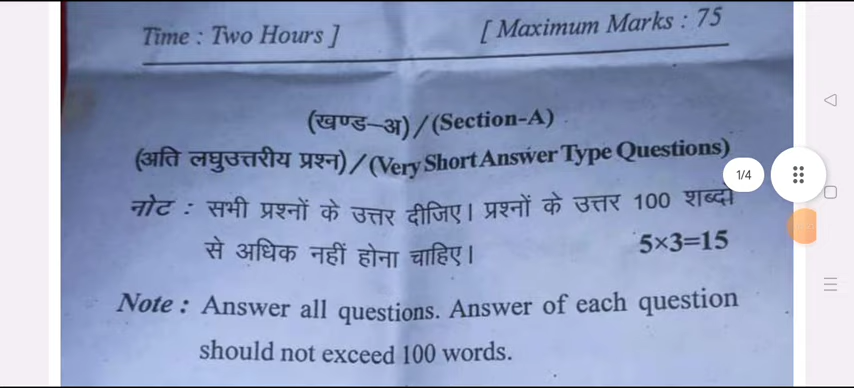 Time : Two Hours ] [ Maximum Marks : 75
(खण्ड-अ) / (Section-A)
(अति लघुउत्तरीय प्रश्न) / (Very Short Answer Type Questions)
1/4
नोट : सभी प्रश्नों के उत्तर दीजिए। प्रश्नों के उत्तर 100 शब्दों
से अधिक नहीं होना चाहिए। 5×3=15
Note : Answer all questions. Answer of each question
should not exceed 100 words.